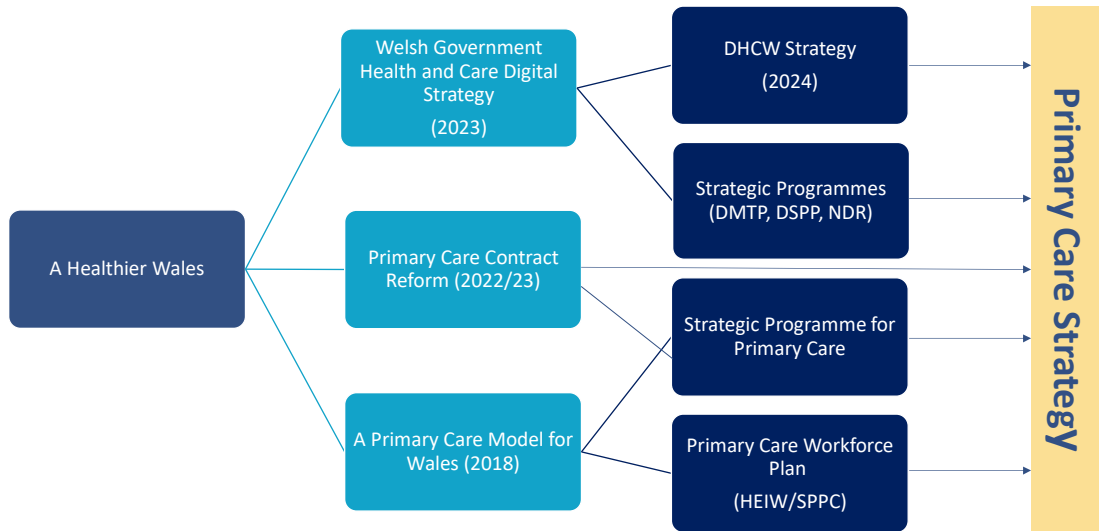 A Healthier Wales
Welsh Government
Health and Care Digital
Strategy
(2023)
Primary Care Contract
Reform (2022/23)
A Primary Care Model for
Wales (2018)
DHCW Strategy
(2024)
Strategic Programmes
(DMTP, DSPP, NDR)
Strategic Programme for
Primary Care
Primary Care Workforce
Plan
(HEIW/SPPC)
Primary Care Strategy